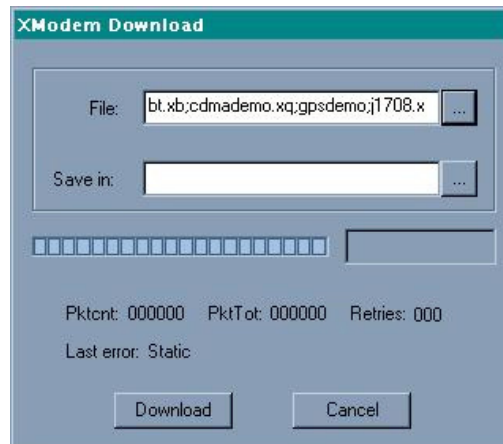 XModem Download
File: bt.xb;cdmademo.xq;gpsdemo;j1708.x ...
Save in: ...
Pktcnt: 000000 PktTot: 000000 Retries: 000
Last error: Static
Download Cancel